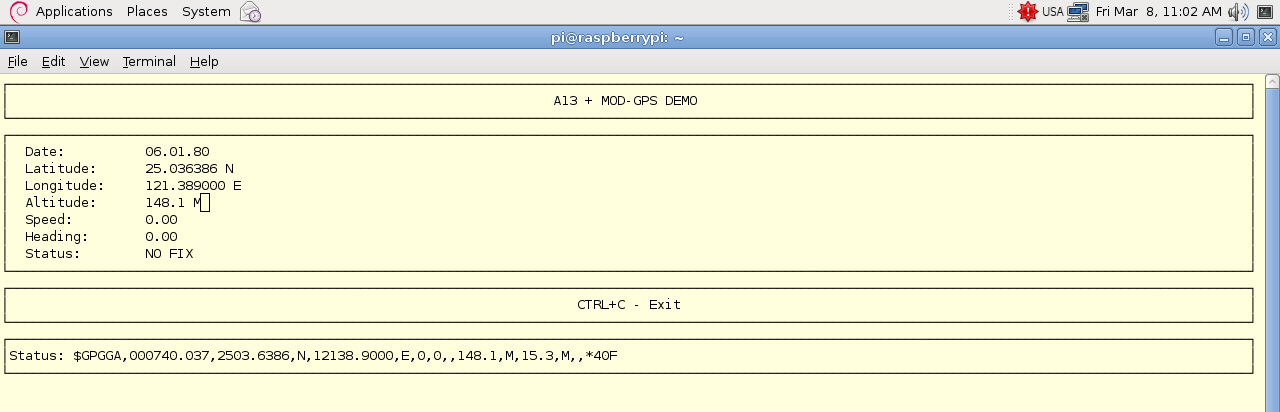 Applications Places System USA Fri Mar 8, 11:02 AM
pi@raspberrypi: ~
File Edit View Terminal Help
A13 + MOD-GPS DEMO
Date: 06.01.80
Latitude: 25.036386 N
Longitude: 121.389000 E
Altitude: 148.1 M
Speed: 0.00
Heading: 0.00
Status: NO FIX
CTRL+C - Exit
Status: $GPGGA,000740.037,2503.6386,N,12138.9000,E,0,0,,148.1,M,15.3,M,,*40F